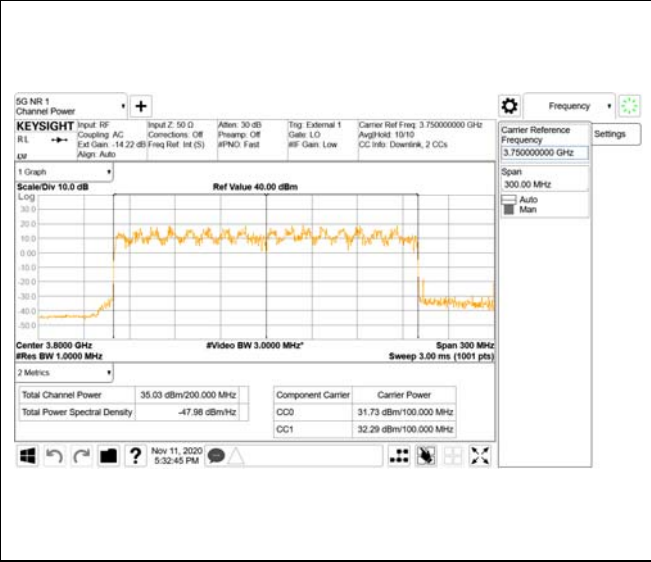 5G NR 1
Channel Power
Frequency
KEYSIGHT
RL
Input: RF
Coupling: AC
Ext Gain: -14.22 dB
Align: Auto
Input Z: 50 Ω
Corrections: Off
Freq Ref: Int (S)
Atten: 30 dB
Preamp: Off
#PNO: Fast
Trig: External 1
Gate: LO
#IF Gain: Low
Carrier Ref Freq: 3.750000000 GHz
Avg|Hold: 10/10
CC Info: Downlink, 2 CCs
Carrier Reference
Frequency
3.750000000 GHz
Settings
Span
300.00 MHz
Auto
Man
1 Graph
Scale/Div 10.0 dB
Ref Value 40.00 dBm
Log
30.0
20.0
10.0
0.00
-10.0
-20.0
-30.0
-40.0
-50.0
Center 3.8000 GHz
#Video BW 3.0000 MHz*
Span 300 MHz
#Res BW 1.0000 MHz
Sweep 3.00 ms (1001 pts)
2 Metrics
Total Channel Power 35.03 dBm/200.000 MHz
Total Power Spectral Density -47.98 dBm/Hz
Component Carrier Carrier Power
CC0 31.73 dBm/100.000 MHz
CC1 32.29 dBm/100.000 MHz
?
Nov 11, 2020
5:32:45 PM